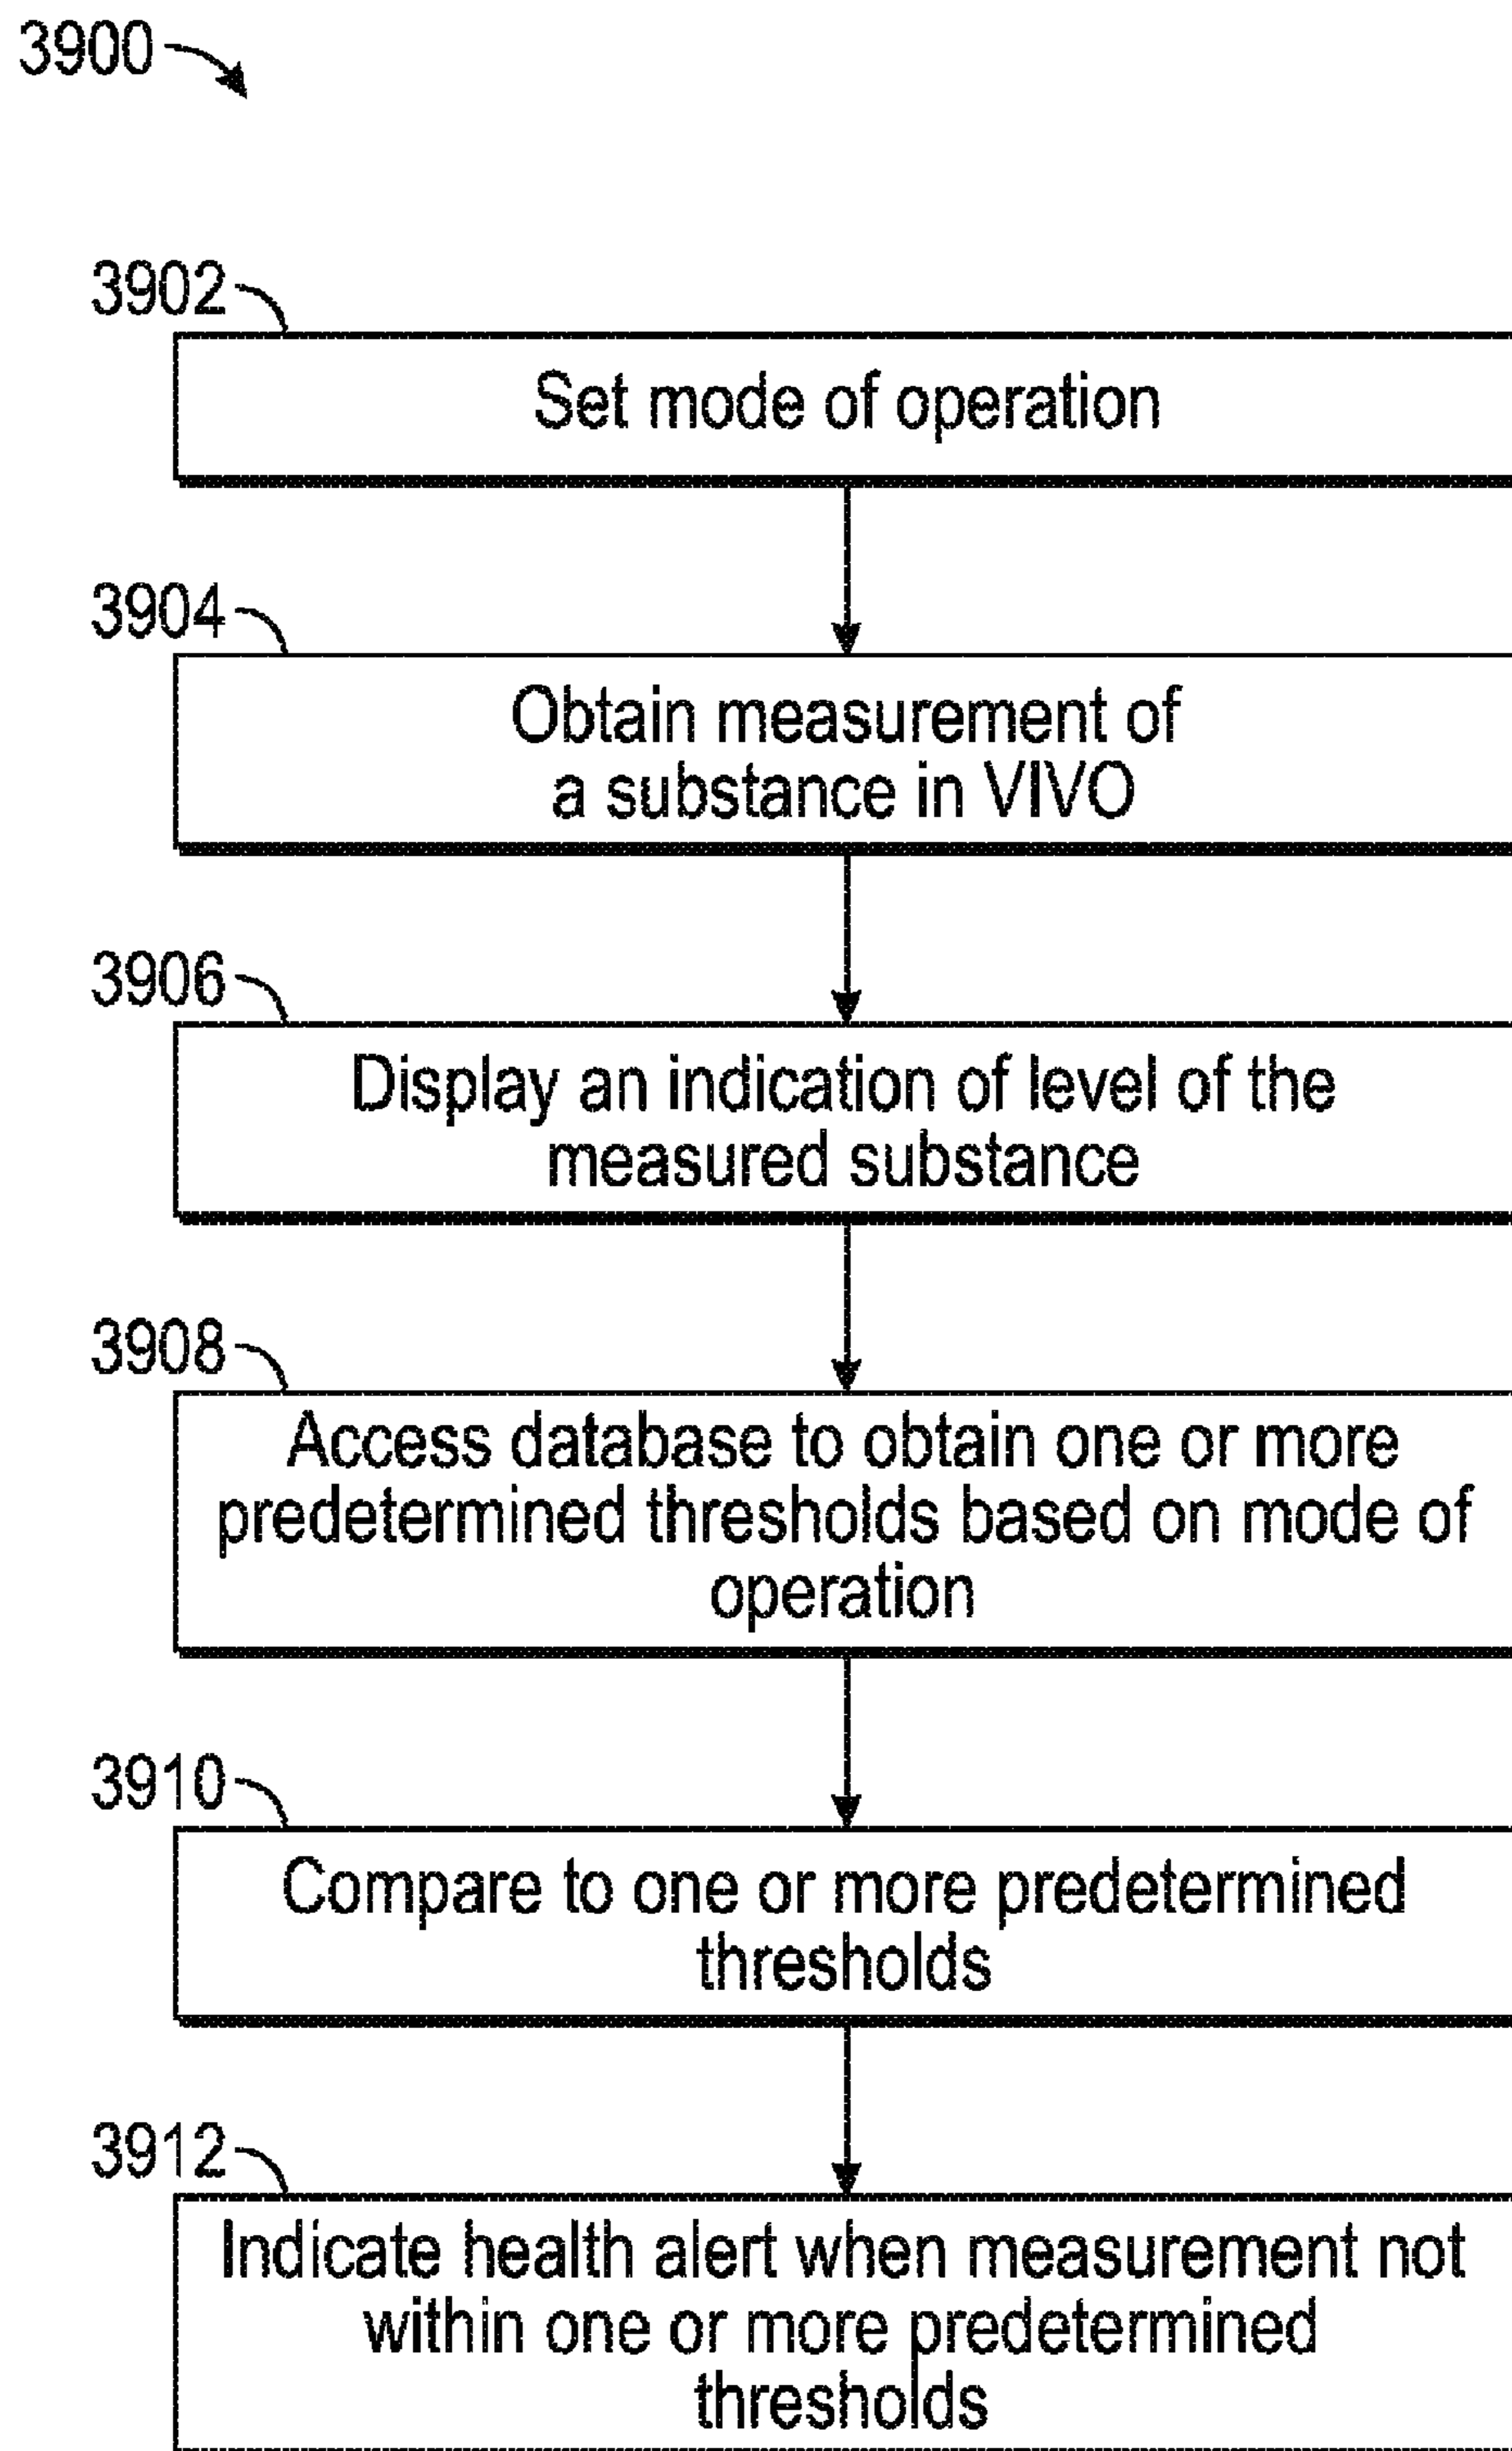 3900
3902
Set mode of operation
3904
Obtain measurement of
a substance in VIVO
3906
Display an indication of level of the
measured substance
3908
Access database to obtain one or more
predetermined thresholds based on mode of
operation
3910
Compare to one or more predetermined
thresholds
3912
Indicate health alert when measurement not
within one or more predetermined
thresholds